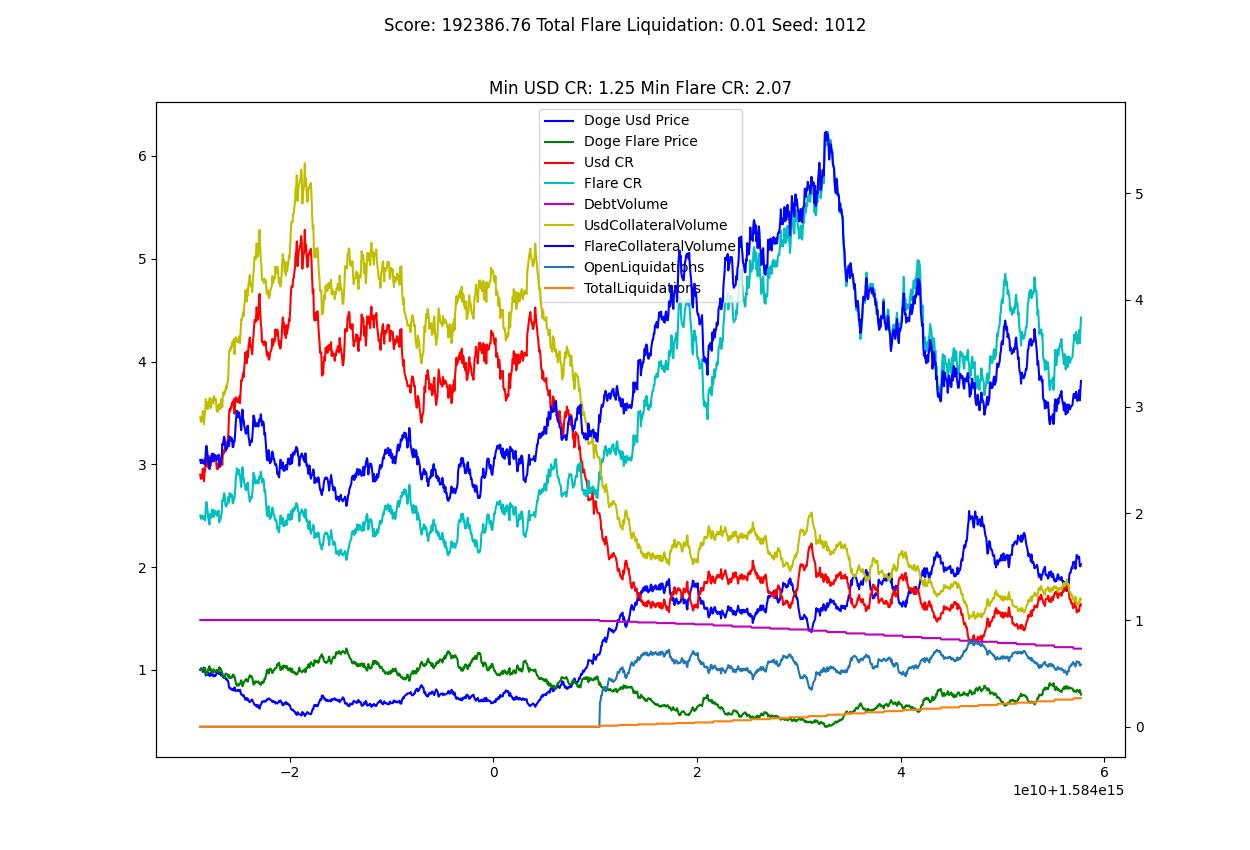 Score: 192386.76 Total Flare Liquidation: 0.01 Seed: 1012
Min USD CR: 1.25 Min Flare CR: 2.07
Doge Usd Price
Doge Flare Price
Usd CR
Flare CR
DebtVolume
UsdCollateralVolume
FlareCollateralVolume
OpenLiquidations
TotalLiquidations
6
5
4
3
2
1
5
4
3
2
1
0
−2
0
2
4
6
1e10+1.584e15